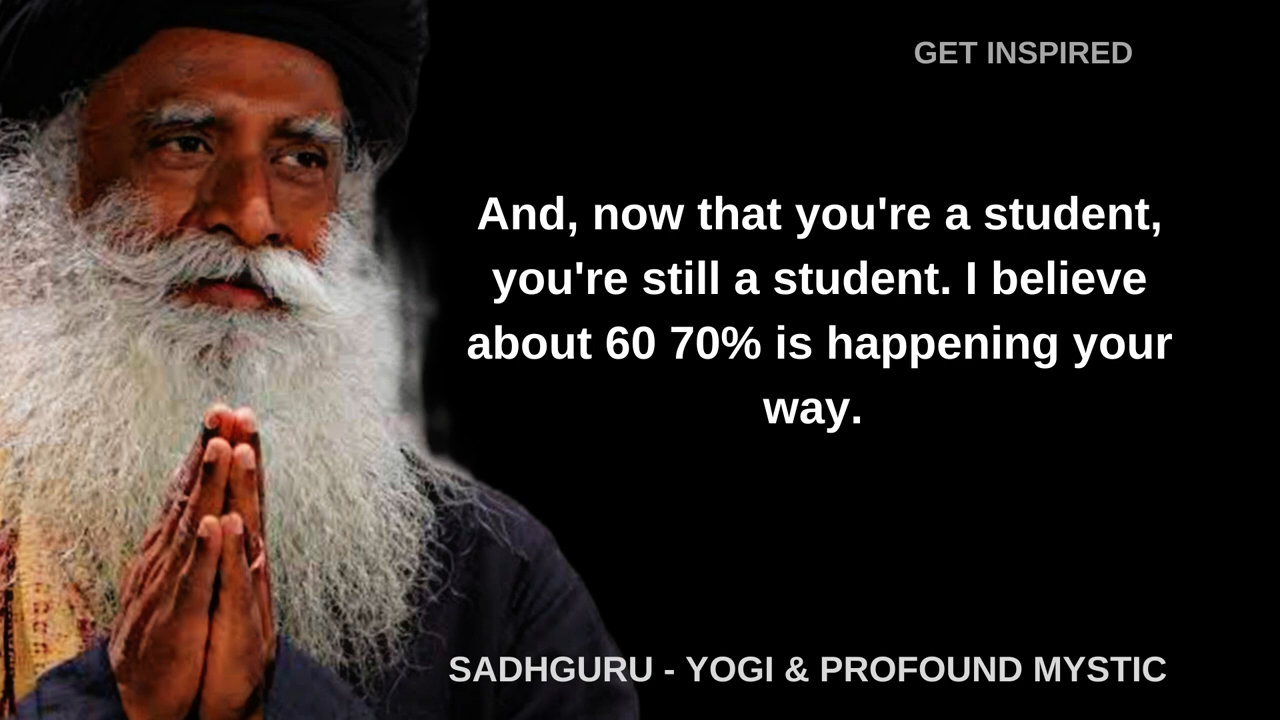 GET INSPIRED
And, now that you're a student,
you're still a student. I believe
about 60 70% is happening your
way.
SADHGURU - YOGI & PROFOUND MYSTIC